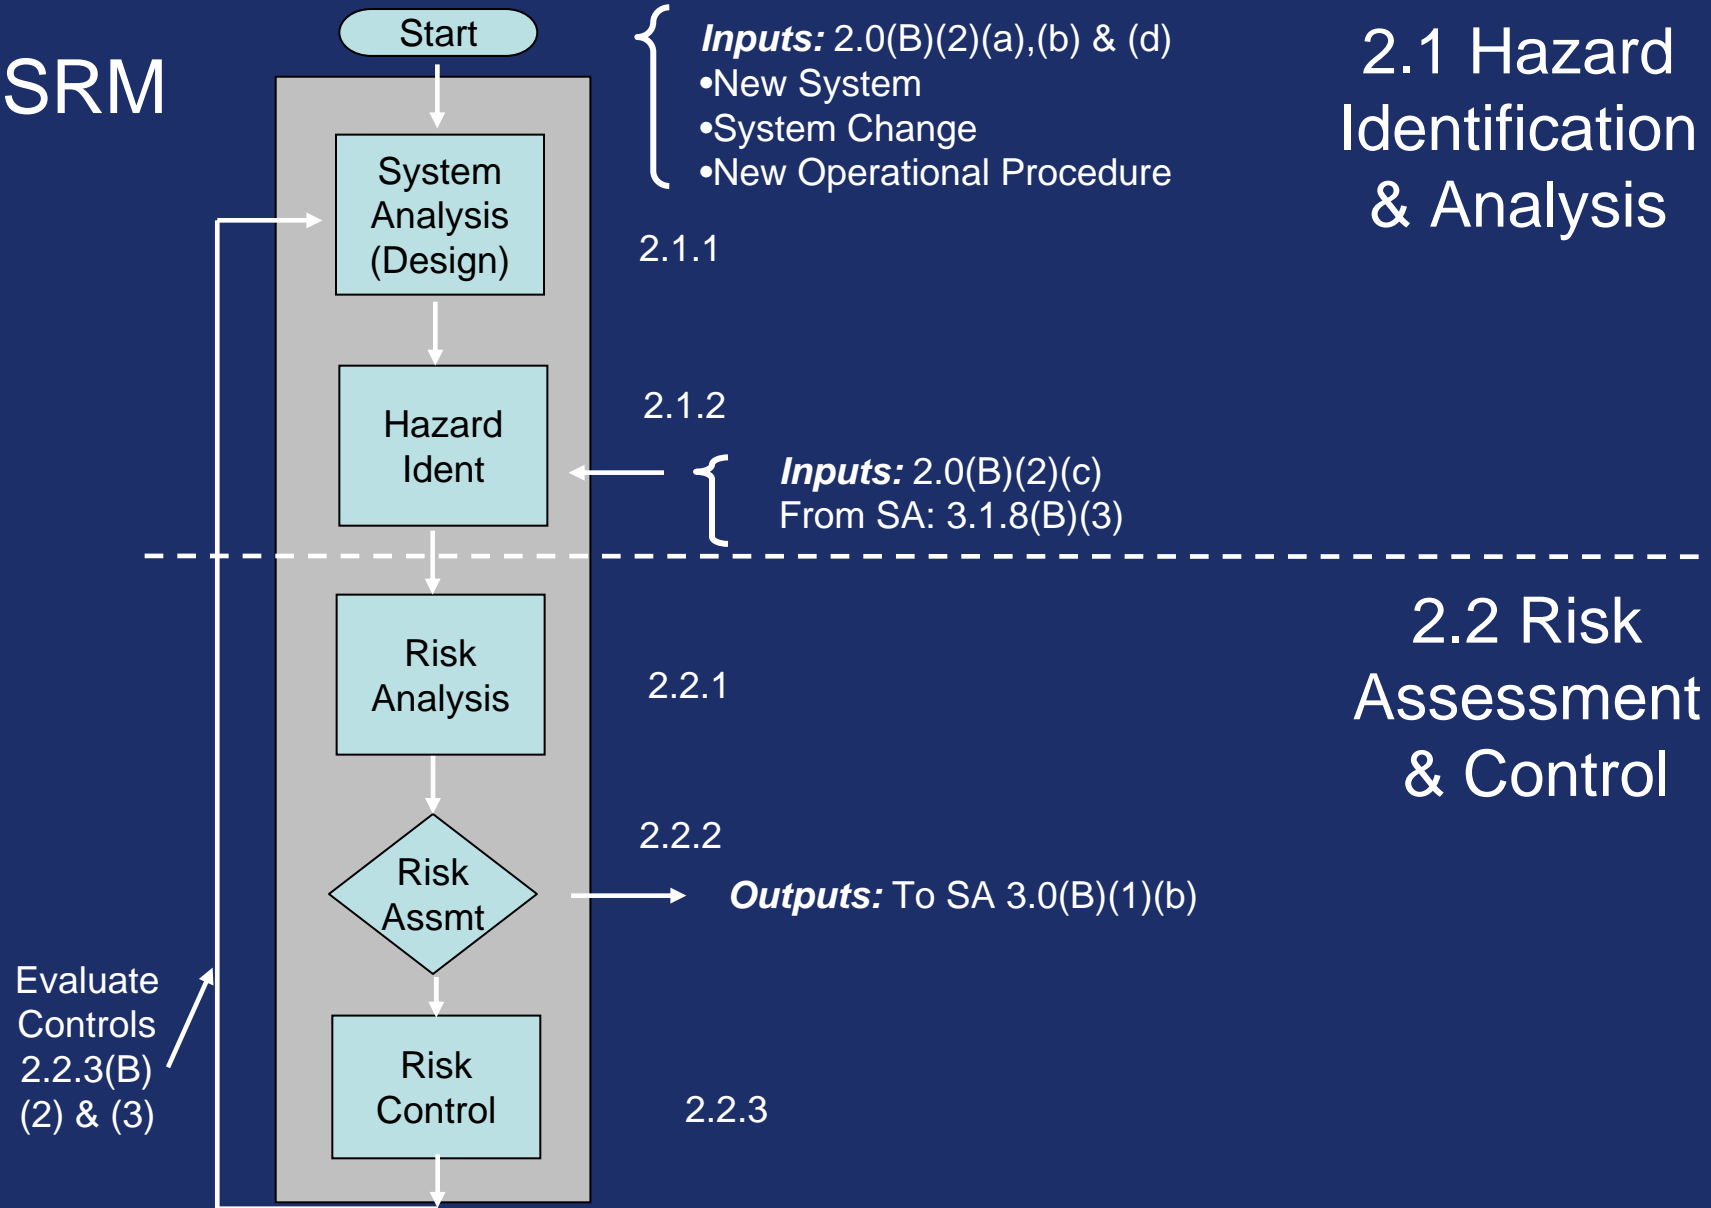 SRM
Start
Inputs: 2.0(B)(2)(a),(b) & (d)
•New System
•System Change
•New Operational Procedure
2.1 Hazard
Identification
& Analysis
System
Analysis
(Design)
2.1.1
Hazard
Ident
2.1.2
Inputs: 2.0(B)(2)(c)
From SA: 3.1.8(B)(3)
2.2 Risk
Assessment
& Control
Risk
Analysis
2.2.1
Risk
Assmt
2.2.2
Outputs: To SA 3.0(B)(1)(b)
Evaluate
Controls
2.2.3(B)
(2) & (3)
Risk
Control
2.2.3